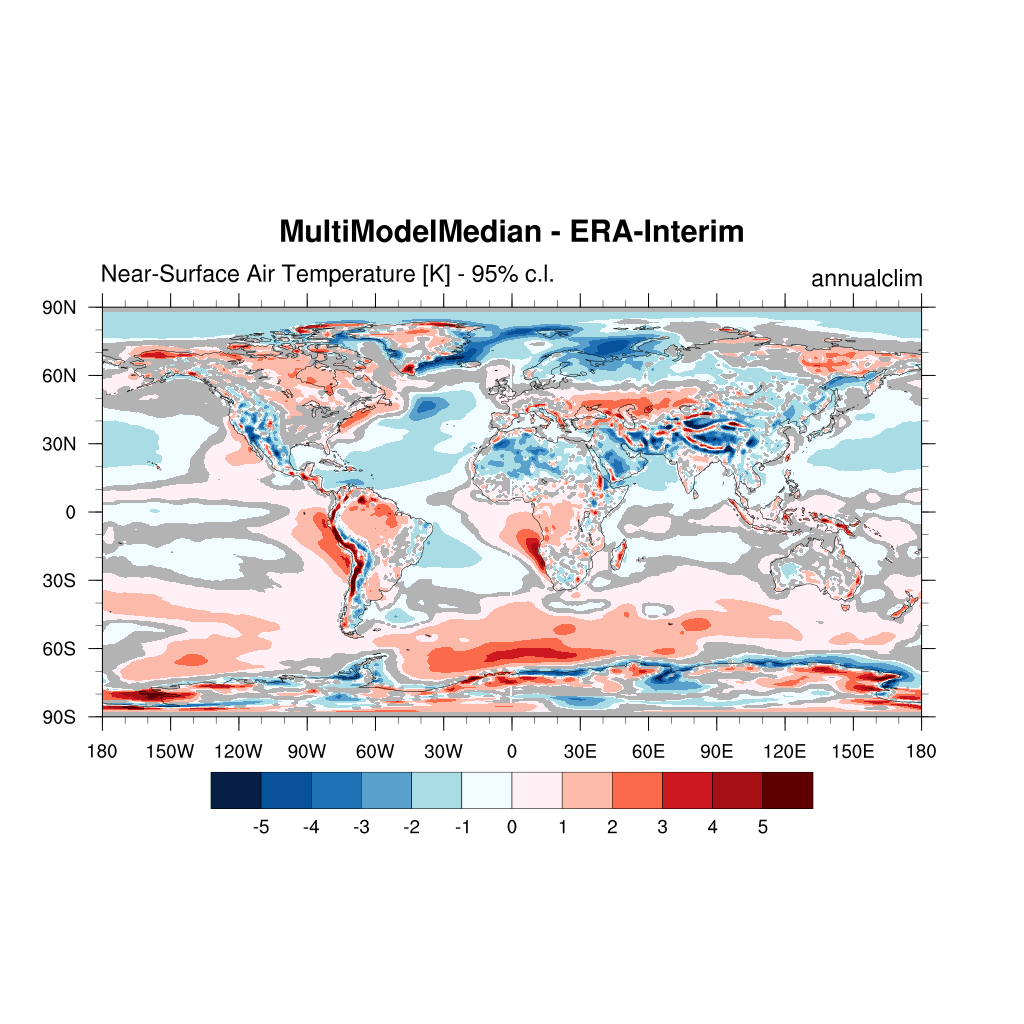 MultiModelMedian - ERA-Interim
Near-Surface Air Temperature [K] - 95% c.l.
annualclim
90N
60N
30N
0
30S
60S
90S
180 150W 120W 90W 60W 30W 0 30E 60E 90E 120E 150E 180
-5 -4 -3 -2 -1 0 1 2 3 4 5